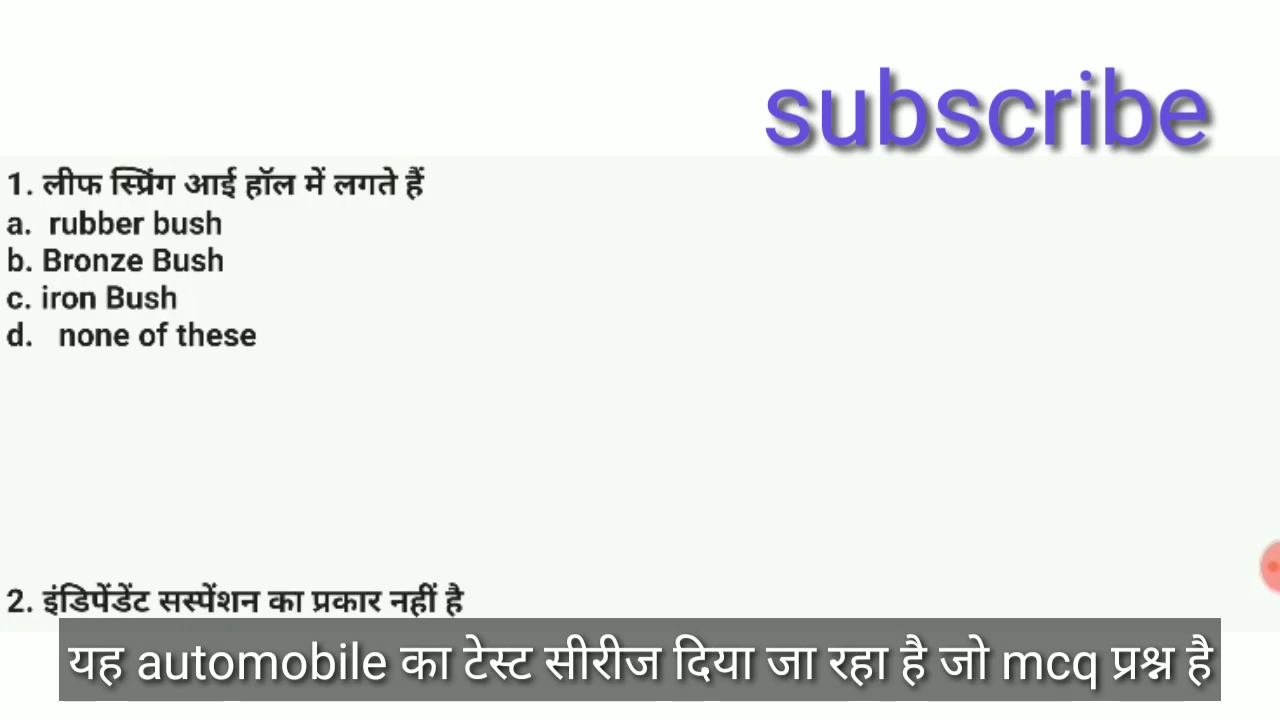 subscribe
1. लीफ स्प्रिंग आई हॉल में लगते हैं
a. rubber bush
b. Bronze Bush
c. iron Bush
d. none of these
2. इंडिपेंडेंट सस्पेंशन का प्रकार नहीं है
यह automobile का टेस्ट सीरीज दिया जा रहा है जो mcq प्रश्न है